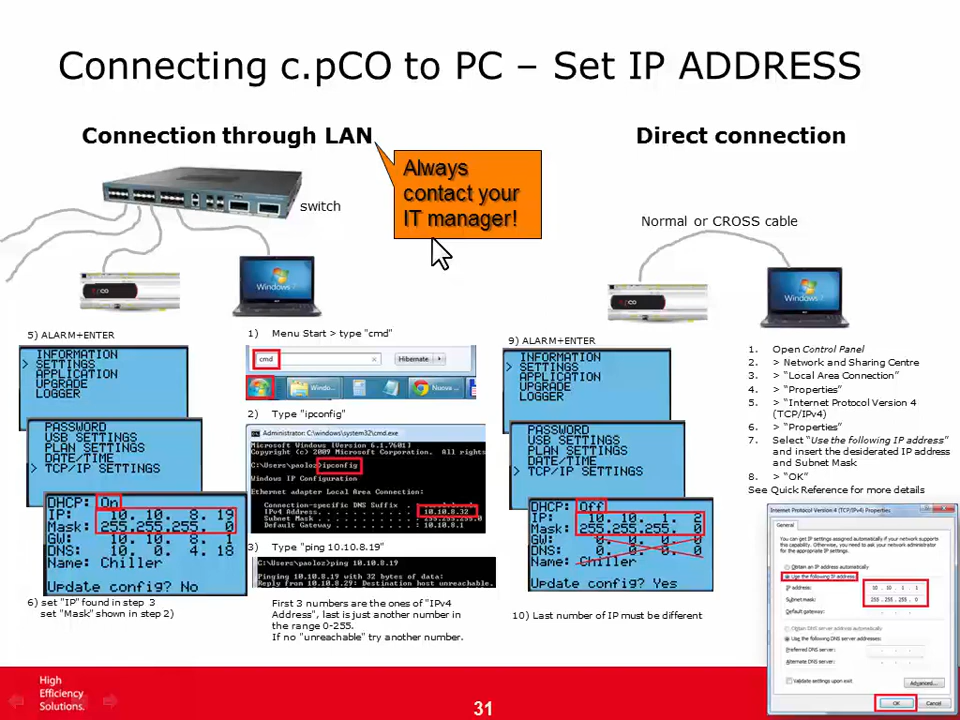 Connecting c.pCO to PC – Set IP ADDRESS
Connection through LAN
Direct connection
Always
contact your
IT manager!
switch
Normal or CROSS cable
c.pCO
Windows 7
c.pCO
Windows 7
5) ALARM+ENTER
INFORMATION
SETTINGS
APPLICATION
UPGRADE
LOGGER
PASSWORD
USB SETTINGS
PLAN SETTINGS
DATE/TIME
TCP/IP SETTINGS
DHCP: On
IP: 10. 10. 8. 19
Mask: 255.255.255. 0
GW: 10. 10. 8. 1
DNS: 10. 0. 4. 18
Name: Chiller
Update config? No
6) set "IP" found in step 3
set "Mask" shown in step 2)
1) Menu Start > type "cmd"
cmd
Hibernate
Windo...
Nuova ...
2) Type "ipconfig"
Administrator: C:\windows\system32\cmd.exe
Microsoft Windows [Version 6.1.7601]
Copyright (c) 2009 Microsoft Corporation. All righ
C:\Users\paoloz>ipconfig
Windows IP Configuration
Ethernet adapter Local Area Connection:
Connection-specific DNS Suffix
IPv4 Address. . . . . . . . . . . : 10.10.8.32
Subnet Mask . . . . . . . . . . . : 255.255.255.0
Default Gateway . . . . . . . . . : 10.10.8.1
3) Type "ping 10.10.8.19"
C:\Users\paoloz>ping 10.10.8.19
Pinging 10.10.8.19 with 32 bytes of data:
Reply from 10.10.8.29: Destination host unreachable.
First 3 numbers are the ones of "IPv4
Address", last is just another number in
the range 0-255.
If no "unreachable" try another number.
9) ALARM+ENTER
INFORMATION
SETTINGS
APPLICATION
UPGRADE
LOGGER
PASSWORD
USB SETTINGS
PLAN SETTINGS
DATE/TIME
TCP/IP SETTINGS
DHCP: Off
IP: 10. 10. 1. 2
Mask: 255.255.255. 0
GW: 0. 0. 0. 0
DNS: 0. 0. 0. 0
Name: Chiller
Update config? Yes
10) Last number of IP must be different
1. Open Control Panel
2. > Network and Sharing Centre
3. > "Local Area Connection"
4. > "Properties"
5. > "Internet Protocol Version 4
(TCP/IPv4)
6. > "Properties"
7. Select "Use the following IP address"
and insert the desiderated IP address
and Subnet Mask
8. > "OK"
See Quick Reference for more details
Internet Protocol Version 4 (TCP/IPv4) Properties
General
You can get IP settings assigned automatically if your network supports
this capability. Otherwise, you need to ask your network administrator
for the appropriate IP settings.
Obtain an IP address automatically
Use the following IP address:
IP address: 10 . 10 . 1 . 1
Subnet mask: 255 . 255 . 255 . 0
Default gateway:
Obtain DNS server address automatically
Use the following DNS server addresses:
Preferred DNS server:
Alternate DNS server:
Validate settings upon exit
Advanced...
OK
Cancel
High
Efficiency
Solutions.
31